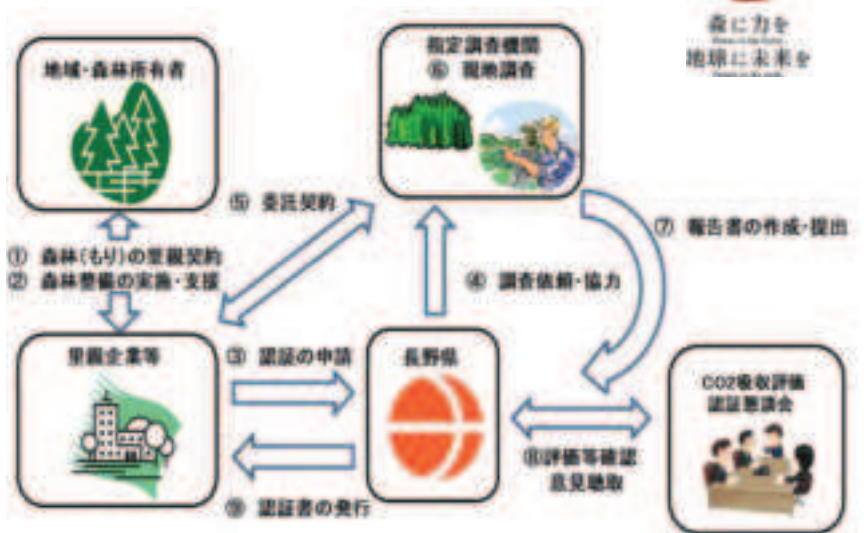 森に力を
地球に未来を
地域・森林所有者
指定調査機関
⑥ 現地調査
⑤ 委託契約
⑦ 報告書の作成・提出
① 森林(もり)の里親契約
② 森林整備の実施・支援
④ 調査依頼・協力
里親企業等
③ 認証の申請
長野県
CO2吸収評価
認証懇談会
⑧評価等確認
意見聴取
⑨ 認証書の発行